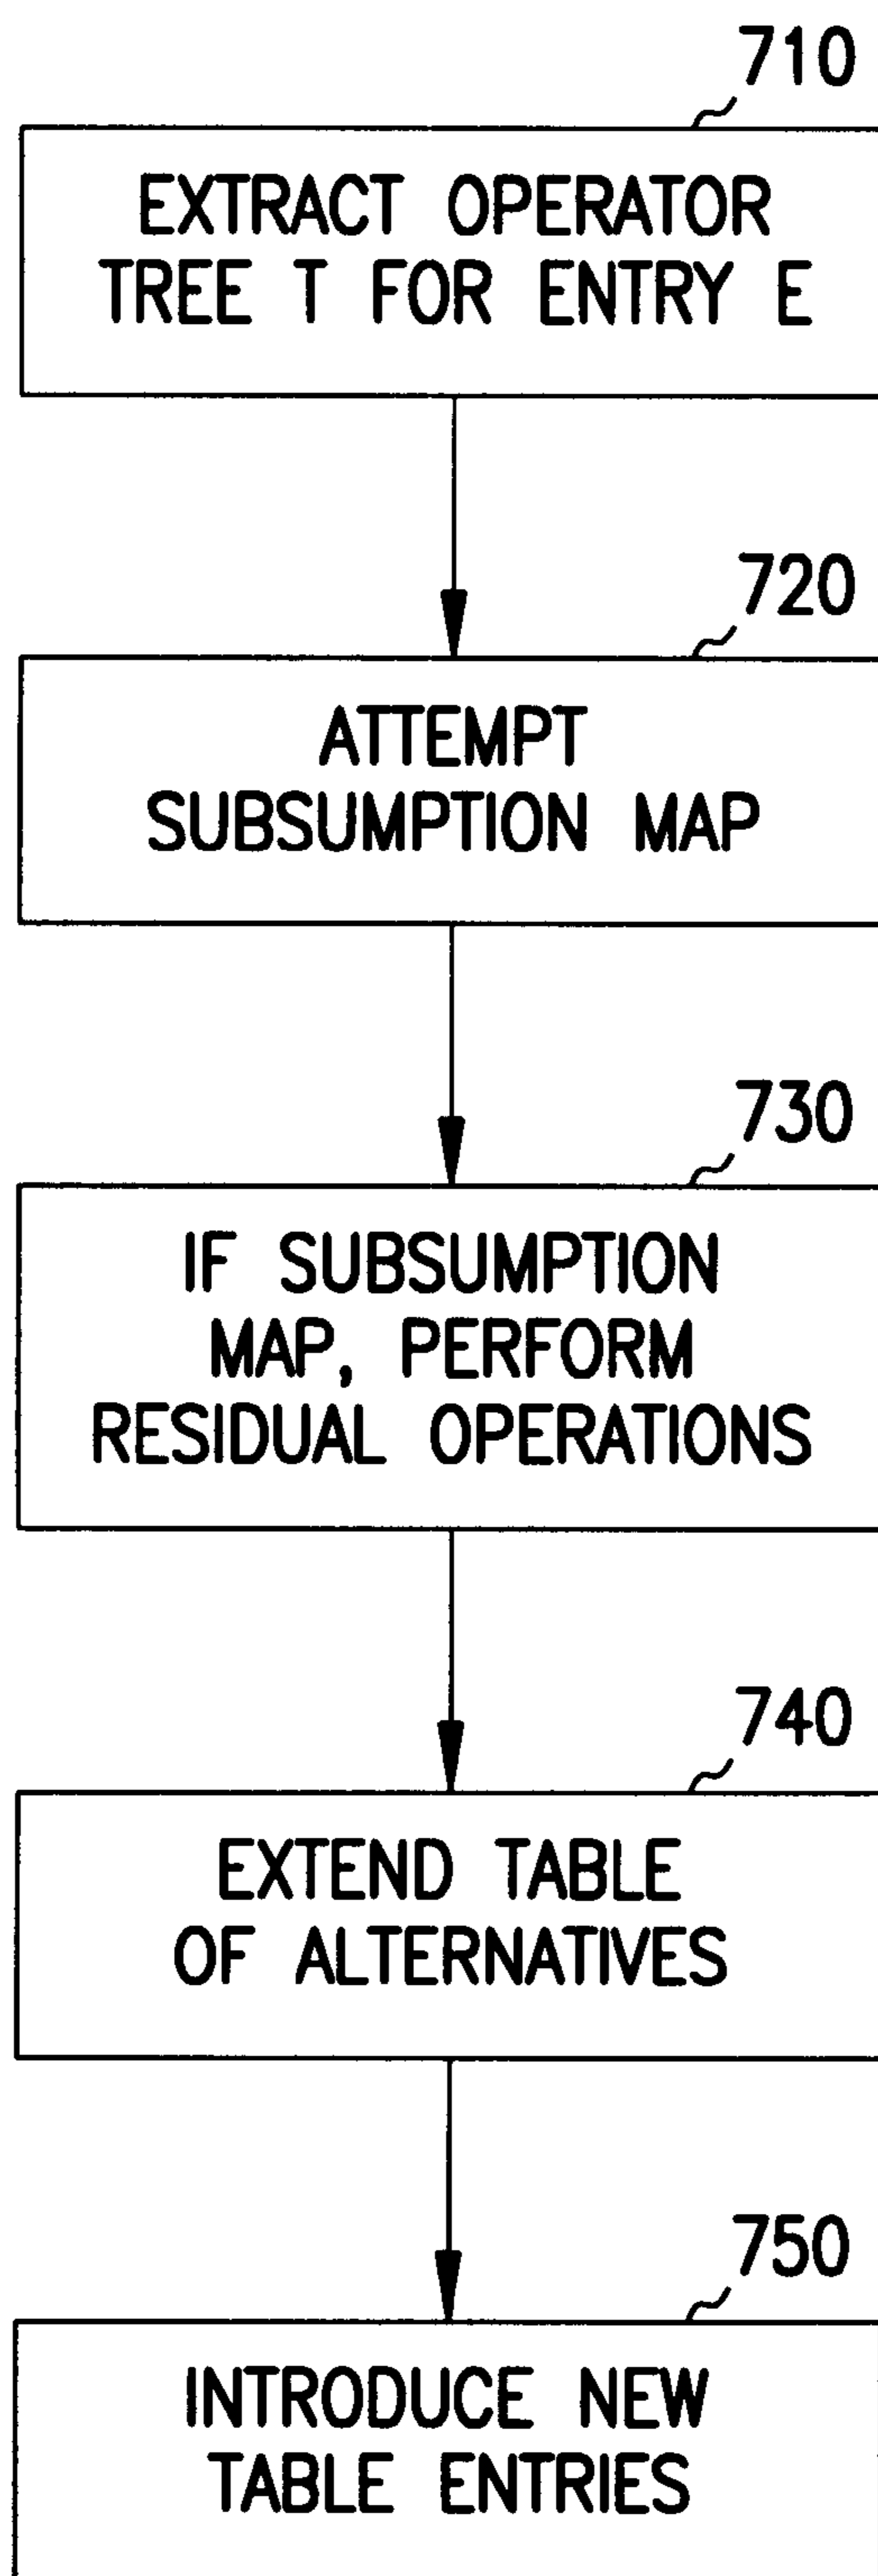 710
EXTRACT OPERATOR
TREE T FOR ENTRY E
720
ATTEMPT
SUBSUMPTION MAP
730
IF SUBSUMPTION
MAP, PERFORM
RESIDUAL OPERATIONS
740
EXTEND TABLE
OF ALTERNATIVES
750
INTRODUCE NEW
TABLE ENTRIES